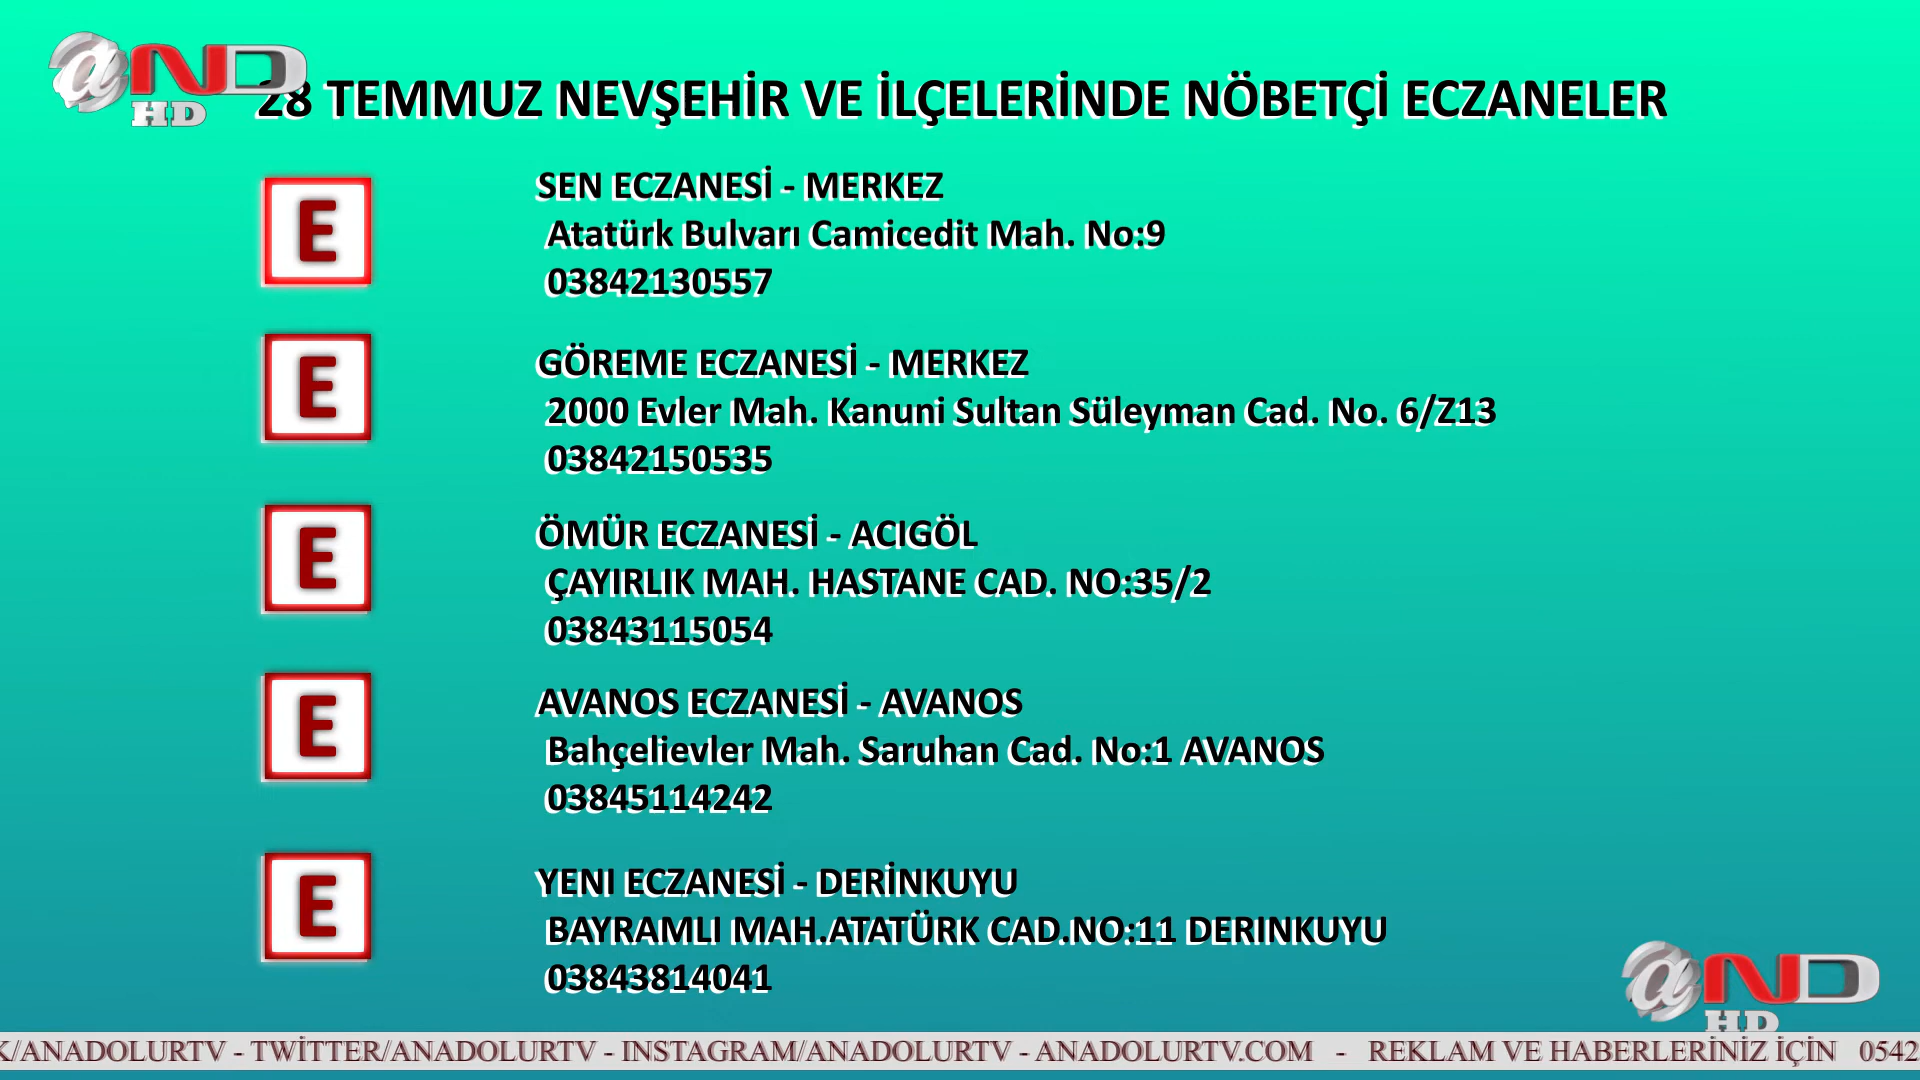 @ND
HD
28 TEMMUZ NEVŞEHİR VE İLÇELERİNDE NÖBETÇİ ECZANELER
E
SEN ECZANESİ - MERKEZ
Atatürk Bulvarı Camicedit Mah. No:9
03842130557
E
GÖREME ECZANESİ - MERKEZ
2000 Evler Mah. Kanuni Sultan Süleyman Cad. No. 6/Z13
03842150535
E
ÖMÜR ECZANESİ - ACIGÖL
ÇAYIRLIK MAH. HASTANE CAD. NO:35/2
03843115054
E
AVANOS ECZANESİ - AVANOS
Bahçelievler Mah. Saruhan Cad. No:1 AVANOS
03845114242
E
YENI ECZANESİ - DERİNKUYU
BAYRAMLI MAH.ATATÜRK CAD.NO:11 DERINKUYU
03843814041
@ND
HD
K/ANADOLURTV - TWİTTER/ANADOLURTV - INSTAGRAM/ANADOLURTV - ANADOLURTV.COM - REKLAM VE HABERLERİNİZ İÇİN 0542